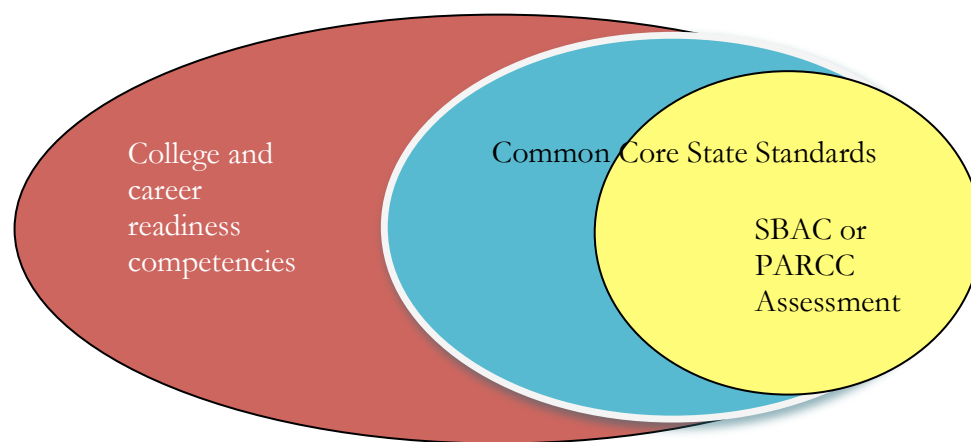 College and
career
readiness
competencies
Common Core State Standards
SBAC or
PARCC
Assessment